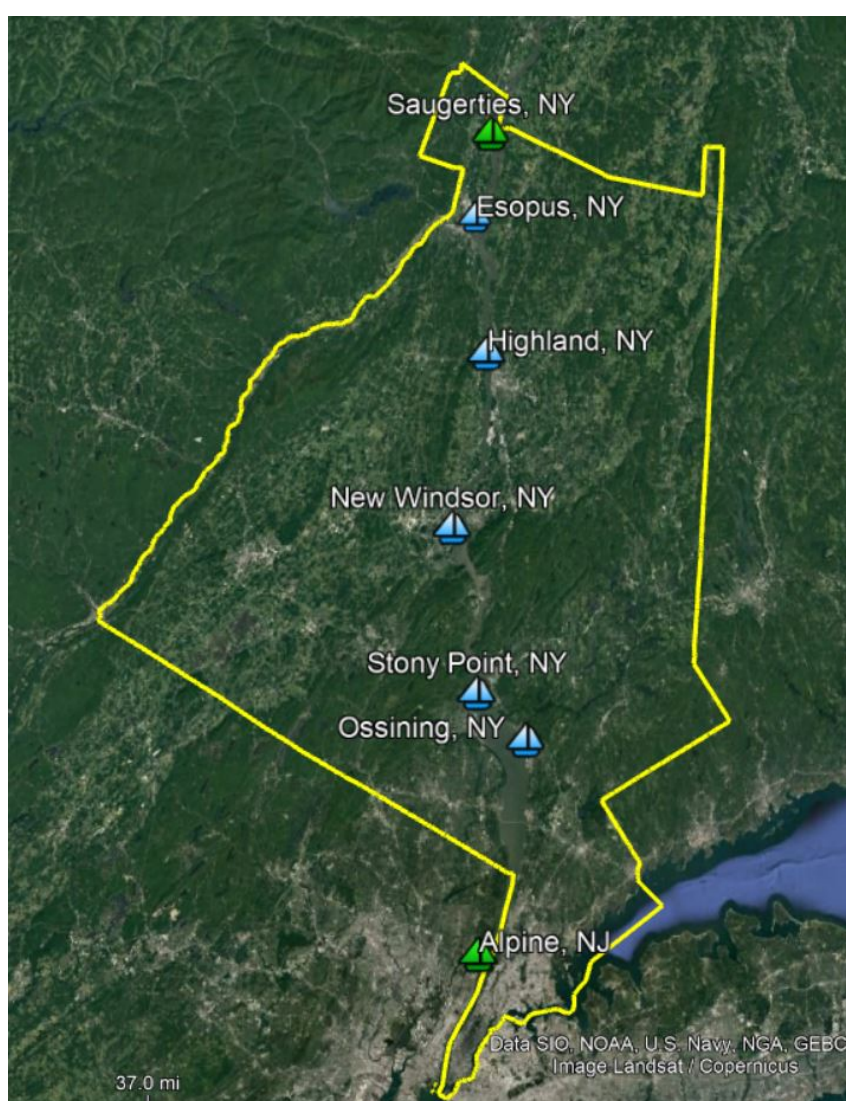 Saugerties, NY
Esopus, NY
Highland, NY
New Windsor, NY
Stony Point, NY
Ossining, NY
Alpine, NJ
Data SIO, NOAA, U.S. Navy, NGA, GEBC
Image Landsat / Copernicus
37.0 mi